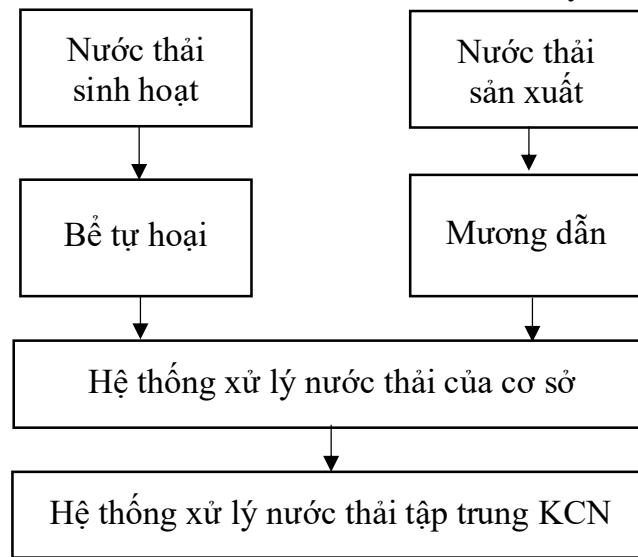 Nước thải
sinh hoạt
Nước thải
sản xuất
Bể tự hoại
Mương dẫn
Hệ thống xử lý nước thải của cơ sở
Hệ thống xử lý nước thải tập trung KCN